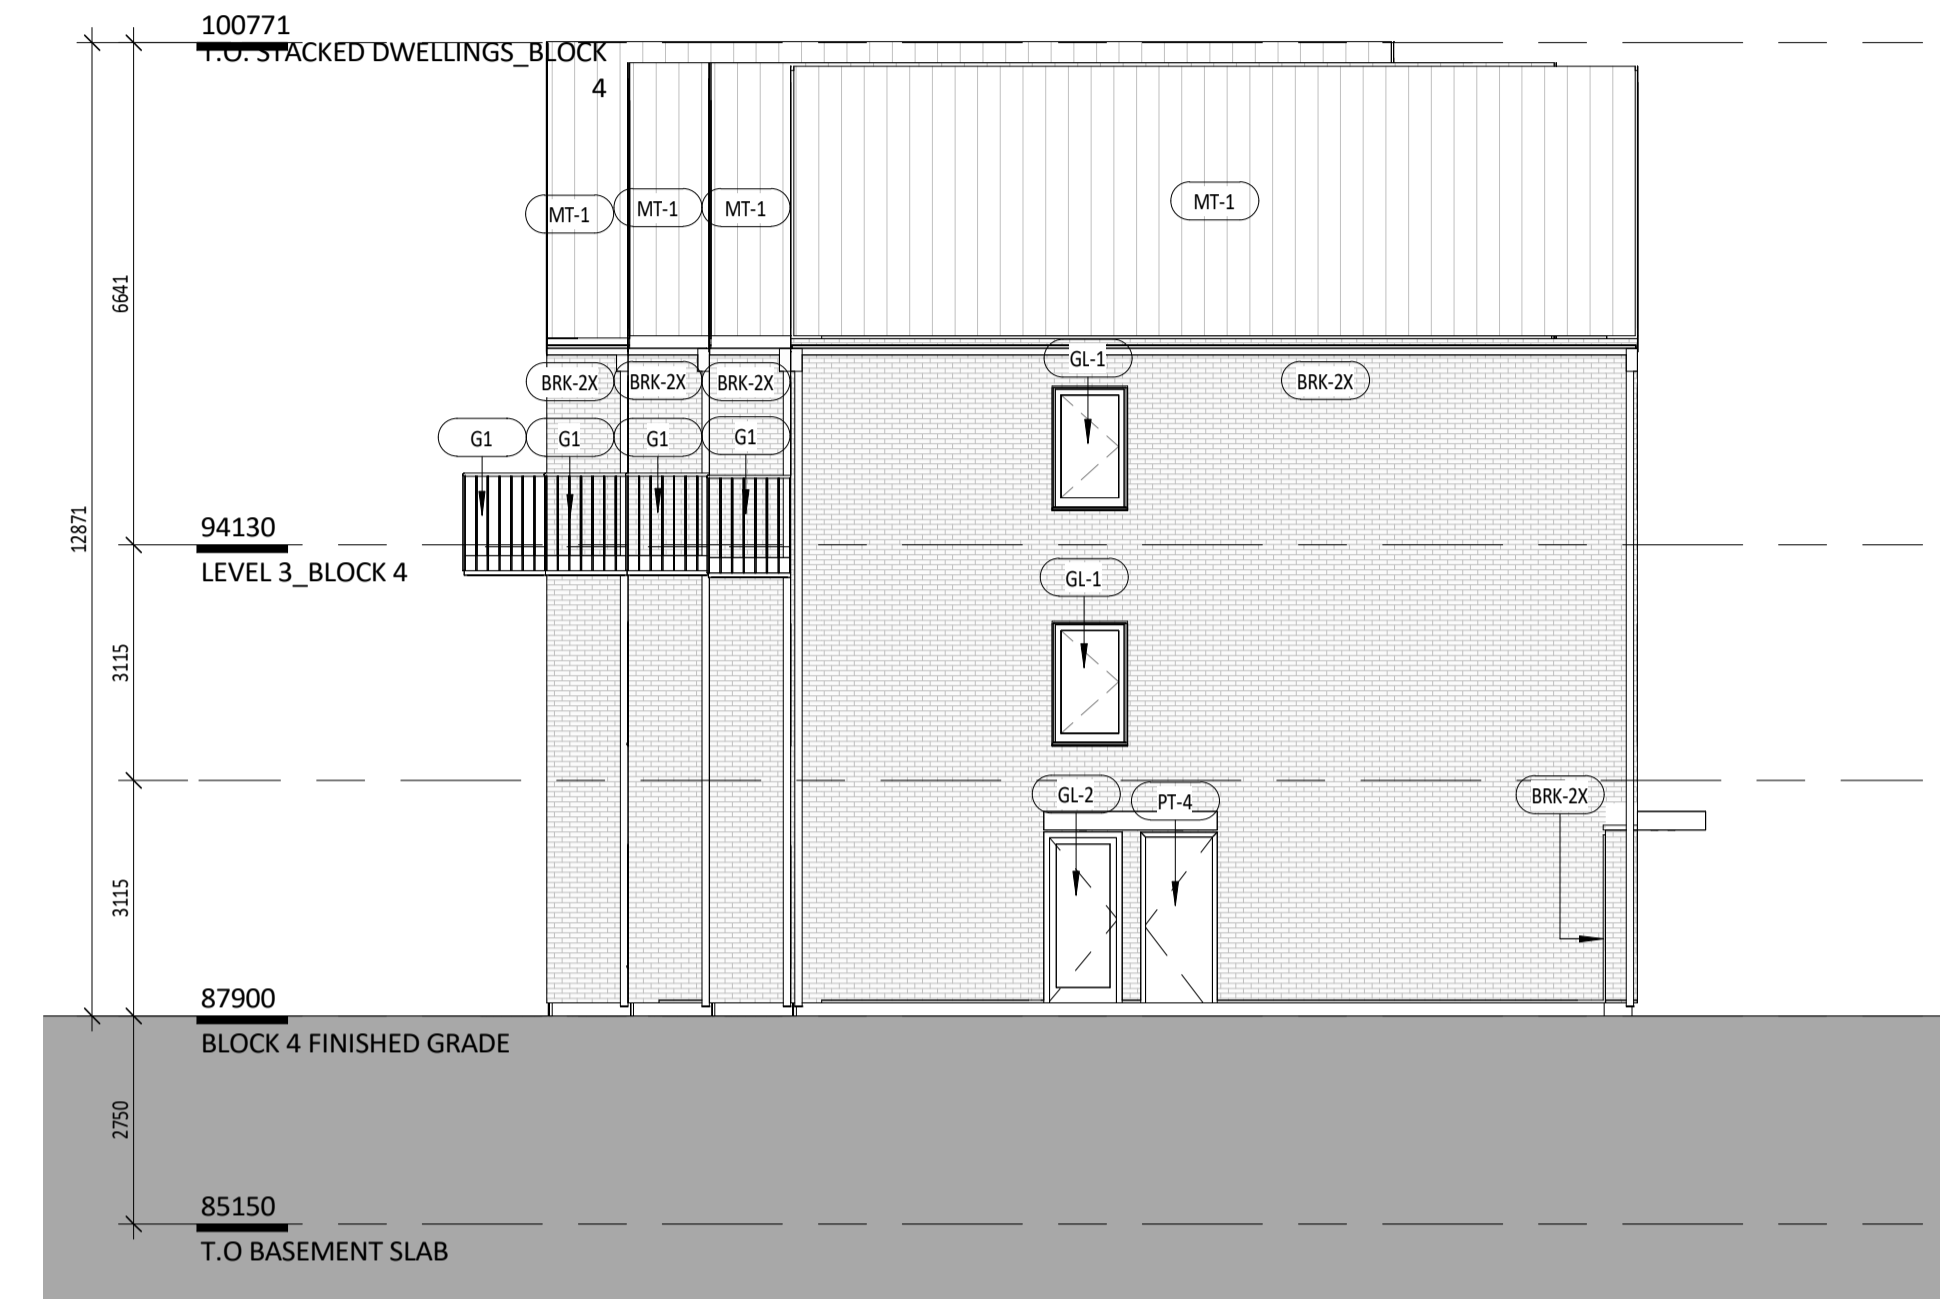 100771
T.O. STACKED DWELLINGS_BLOCK
4
MT-1 MT-1 MT-1 MT-1
6641
GL-1
BRK-2X BRK-2X BRK-2X BRK-2X
G1 G1 G1 G1
12871
94130
LEVEL 3_BLOCK 4
GL-1
3115
GL-2 PT-4 BRK-2X
3115
87900
BLOCK 4 FINISHED GRADE
2750
85150
T.O BASEMENT SLAB